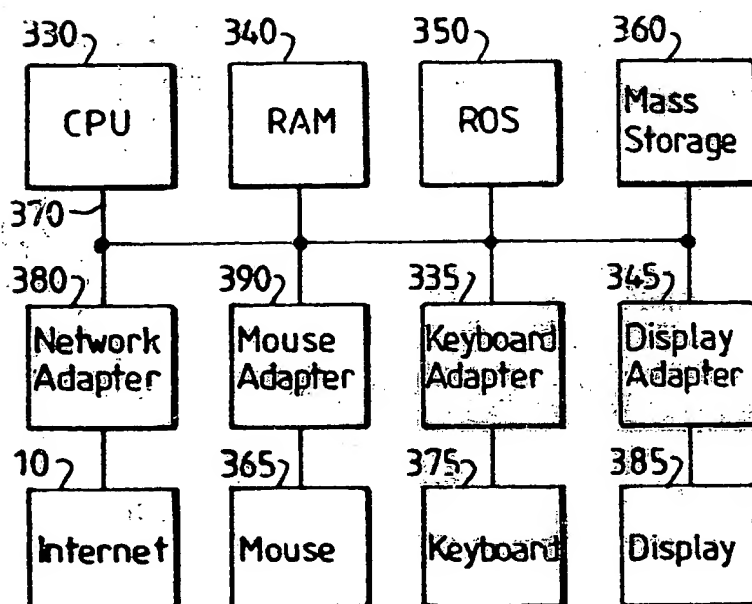 330 340 350 360
CPU RAM ROS Mass
Storage
370
380 390 335 345
Network Mouse Keyboard Display
Adapter Adapter Adapter Adapter
10 365 375 385
Internet Mouse Keyboard Display